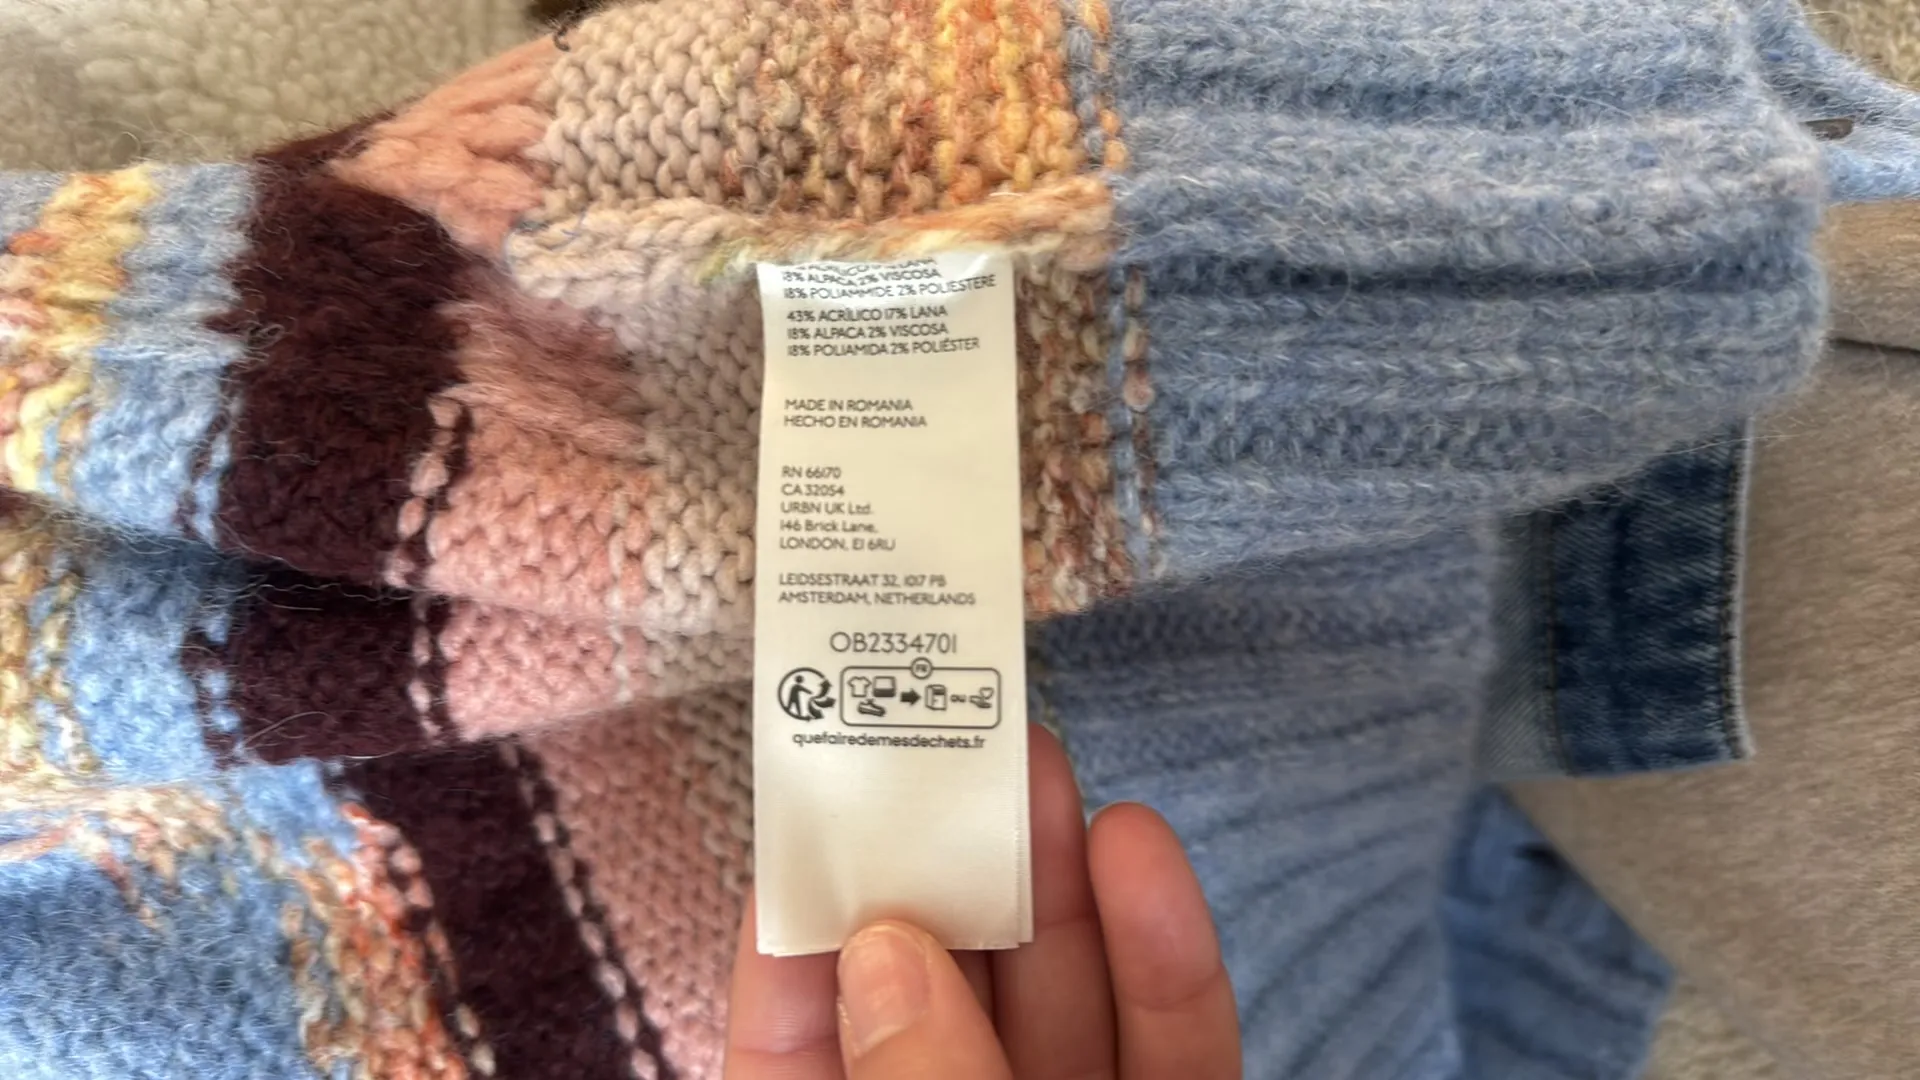 18% ALPACA 2% VISCOSA
18% POLIAMMIDE 2% POLIESTERE
43% ACRÍLICO 17% LANA
18% ALPACA 2% VISCOSA
18% POLIAMIDA 2% POLIÉSTER
MADE IN ROMANIA
HECHO EN ROMANIA
RN 66170
CA 32054
URBN UK Ltd.
146 Brick Lane,
LONDON, E1 6RU
LEIDSESTRAAT 32, 1017 PB
AMSTERDAM, NETHERLANDS
OB2334701
FR
OU
quefairedemesdechets.fr